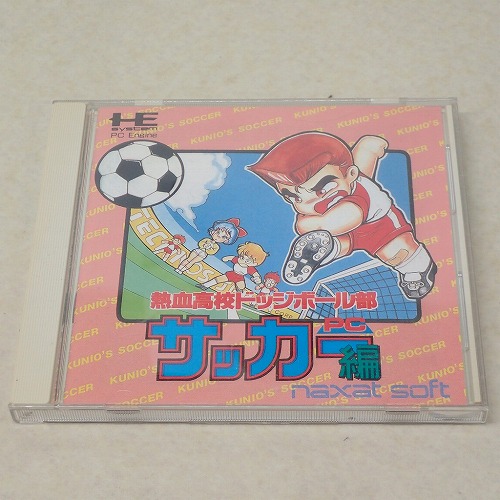 HE
system
PC Engine
KUNIO'S SOCCER
TECMOS
熱血高校ドッジボール部
サッカー
PC
編
naxat soft